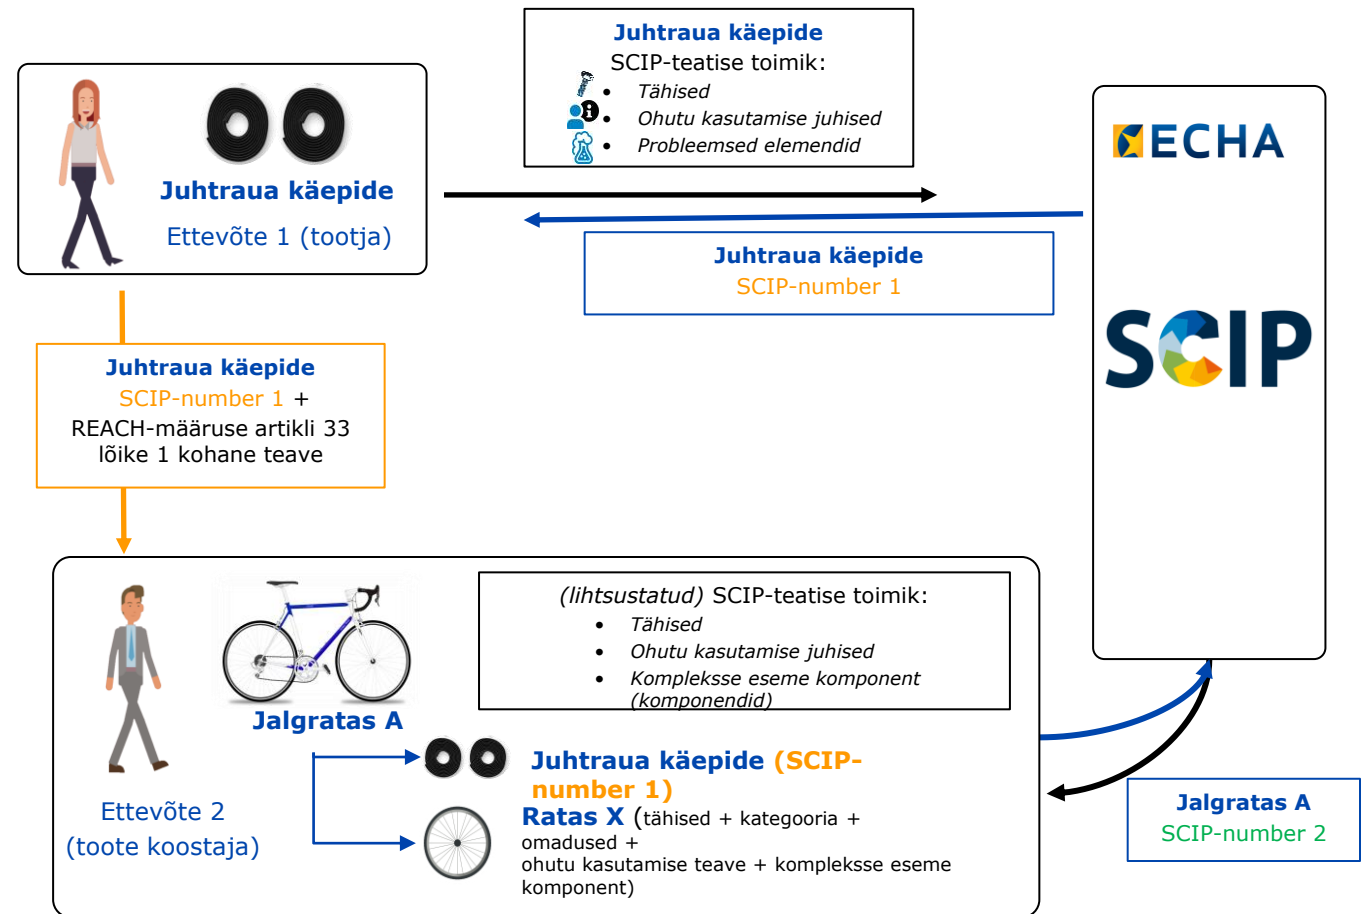 Juhtraua käepide
SCIP-teatise toimik:
• Tähised
• Ohutu kasutamise juhised
• Probleemsed elemendid
Juhtraua käepide
Ettevõte 1 (tootja)
ECHA
Juhtraua käepide
SCIP-number 1
SCIP
Juhtraua käepide
SCIP-number 1 +
REACH-määruse artikli 33
lõike 1 kohane teave
(lihtsustatud) SCIP-teatise toimik:
• Tähised
• Ohutu kasutamise juhised
• Kompleksse eseme komponent
(komponendid)
Jalgratas A
Juhtraua käepide (SCIP-
number 1)
Ratas X (tähised + kategooria +
omadused +
ohutu kasutamise teave + kompleksse eseme
komponent)
Ettevõte 2
(toote koostaja)
Jalgratas A
SCIP-number 2